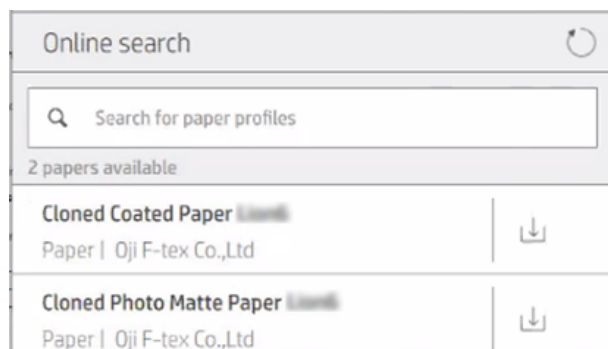 Online search
Search for paper profiles
2 papers available
Cloned Coated Paper
Paper | Oji F-tex Co.,Ltd
Cloned Photo Matte Paper
Paper | Oji F-tex Co.,Ltd